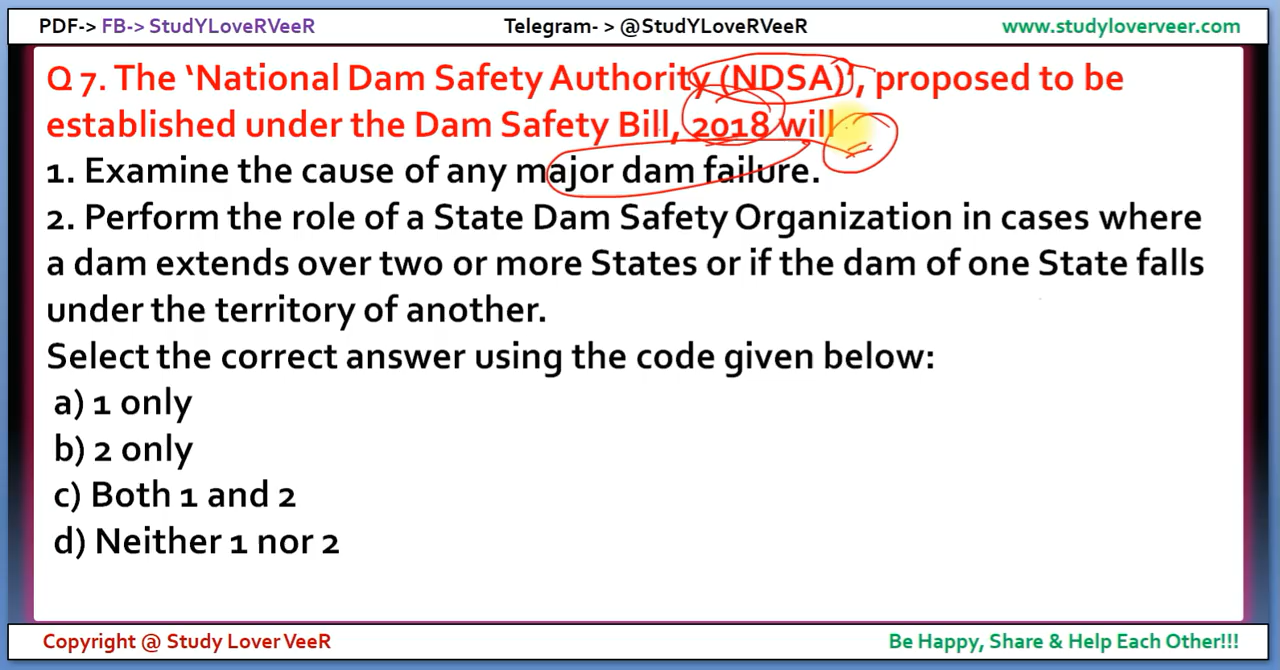 PDF-> FB-> StudYLoveRVeeR Telegram- > @StudYLoveRVeeR www.studyloverveer.com
Q 7. The ‘National Dam Safety Authority (NDSA)’, proposed to be
established under the Dam Safety Bill, 2018 will
1. Examine the cause of any major dam failure.
2. Perform the role of a State Dam Safety Organization in cases where
a dam extends over two or more States or if the dam of one State falls
under the territory of another.
Select the correct answer using the code given below:
a) 1 only
b) 2 only
c) Both 1 and 2
d) Neither 1 nor 2
Copyright @ Study Lover VeeR Be Happy, Share & Help Each Other!!!